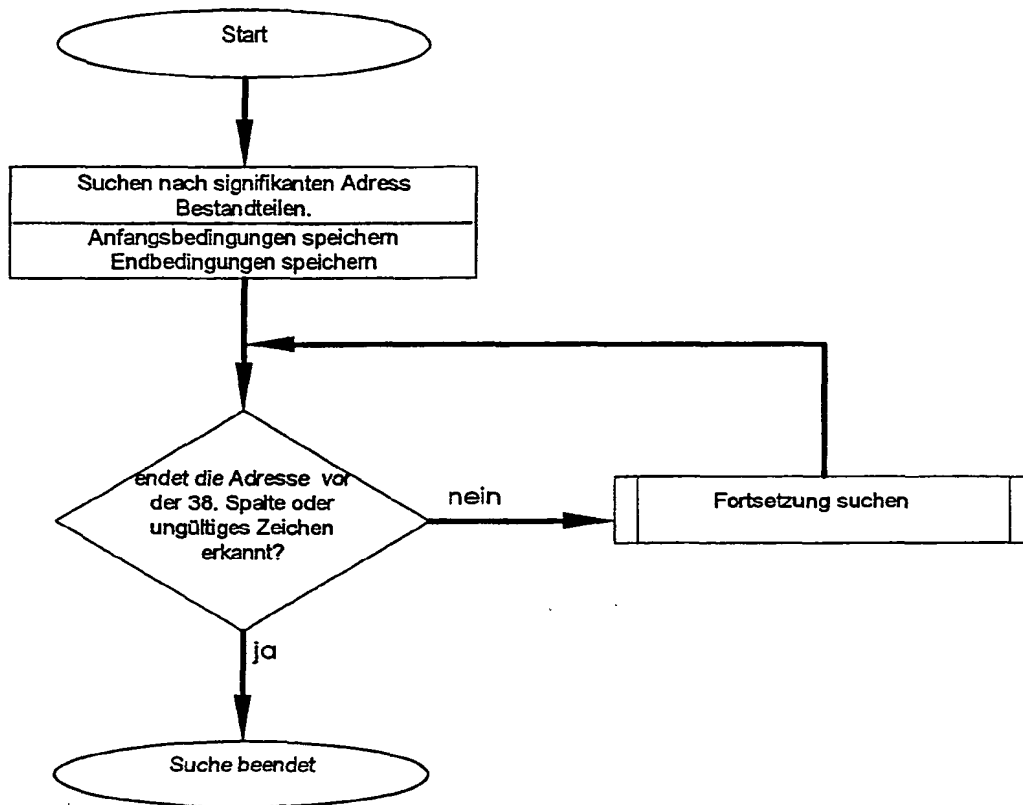 Start
Suchen nach signifikanten Adress
Bestandteilen.
Anfangsbedingungen speichern
Endbedingungen speichern
endet die Adresse vor
der 38. Spalte oder
ungültiges Zeichen
erkannt?
nein
Fortsetzung suchen
ja
Suche beendet